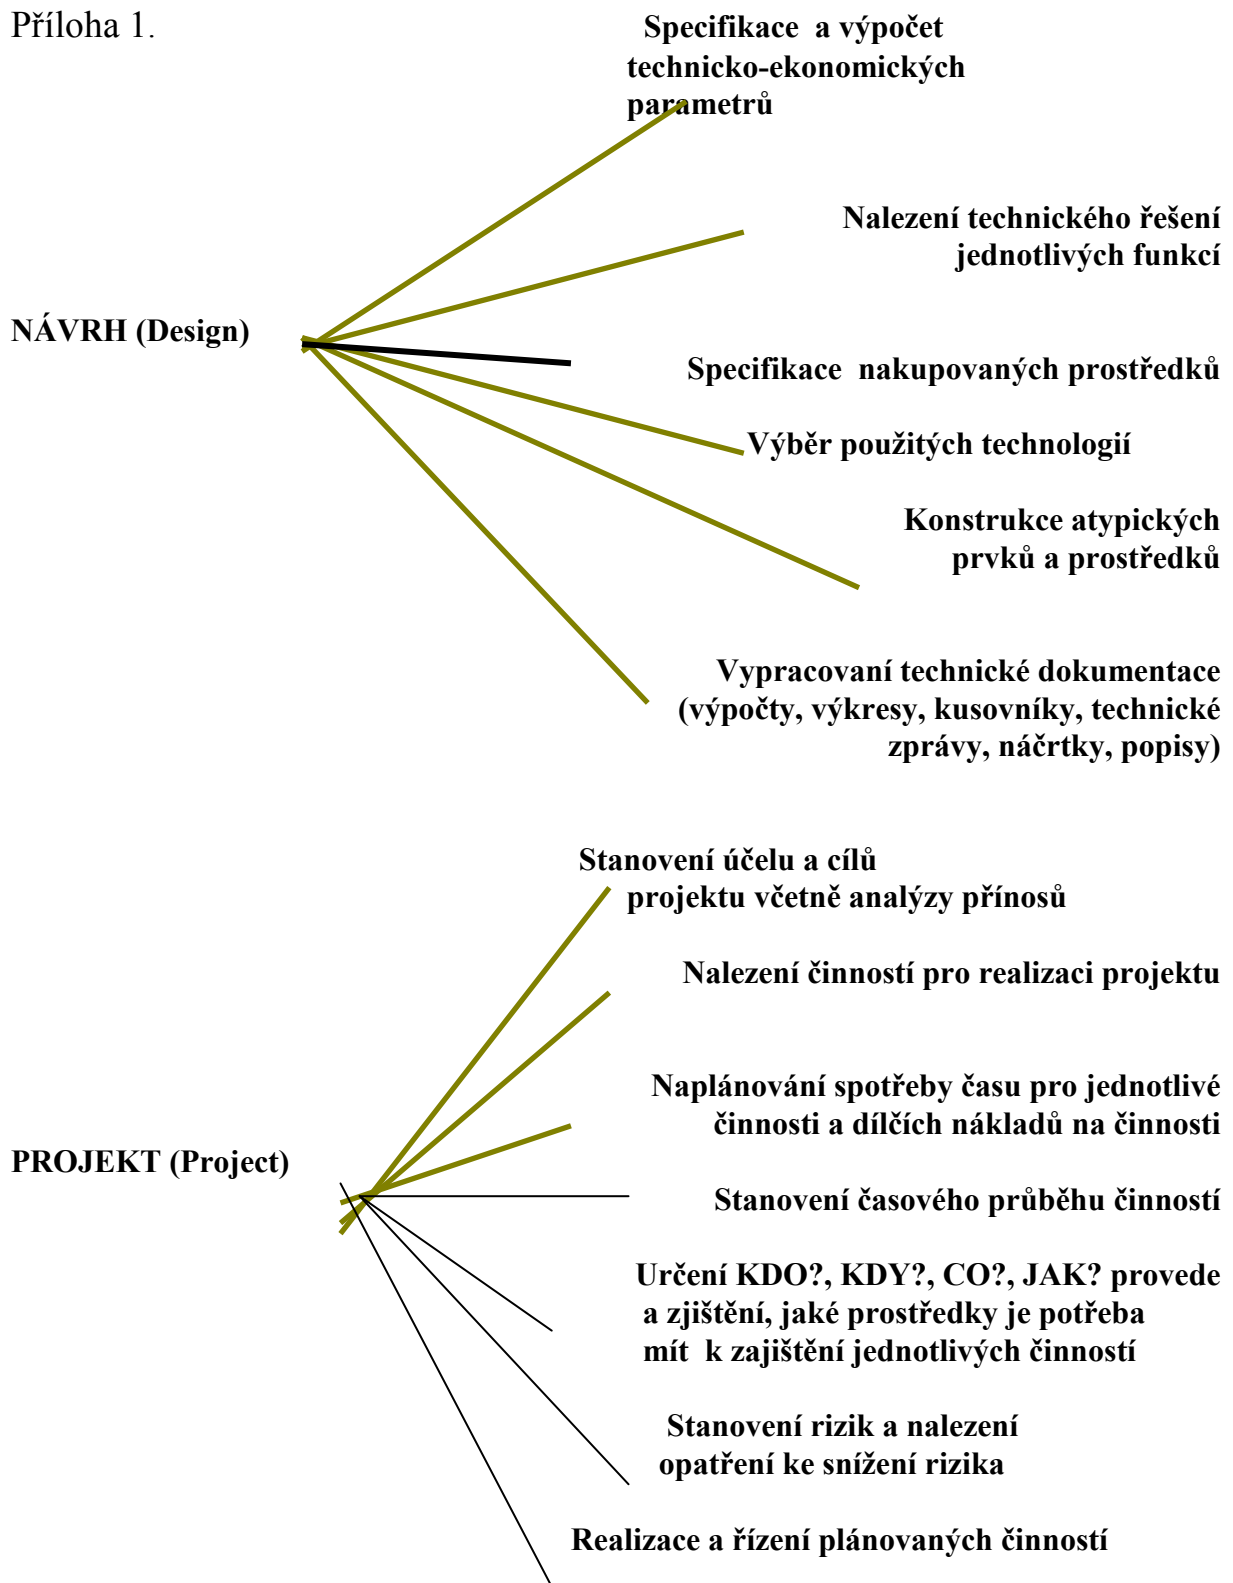 Příloha 1.
Specifikace a výpočet
technicko-ekonomických
parametrů
Nalezení technického řešení
jednotlivých funkcí
NÁVRH (Design)
Specifikace nakupovaných prostředků
Výběr použitých technologií
Konstrukce atypických
prvků a prostředků
Vypracovaní technické dokumentace
(výpočty, výkresy, kusovníky, technické
zprávy, náčrtky, popisy)
Stanovení účelu a cílů
projektu včetně analýzy přínosů
Nalezení činností pro realizaci projektu
Naplánování spotřeby času pro jednotlivé
činnosti a dílčích nákladů na činnosti
PROJEKT (Project)
Stanovení časového průběhu činností
Určení KDO?, KDY?, CO?, JAK? provede
a zjištění, jaké prostředky je potřeba
mít k zajištění jednotlivých činností
Stanovení rizik a nalezení
opatření ke snížení rizika
Realizace a řízení plánovaných činností